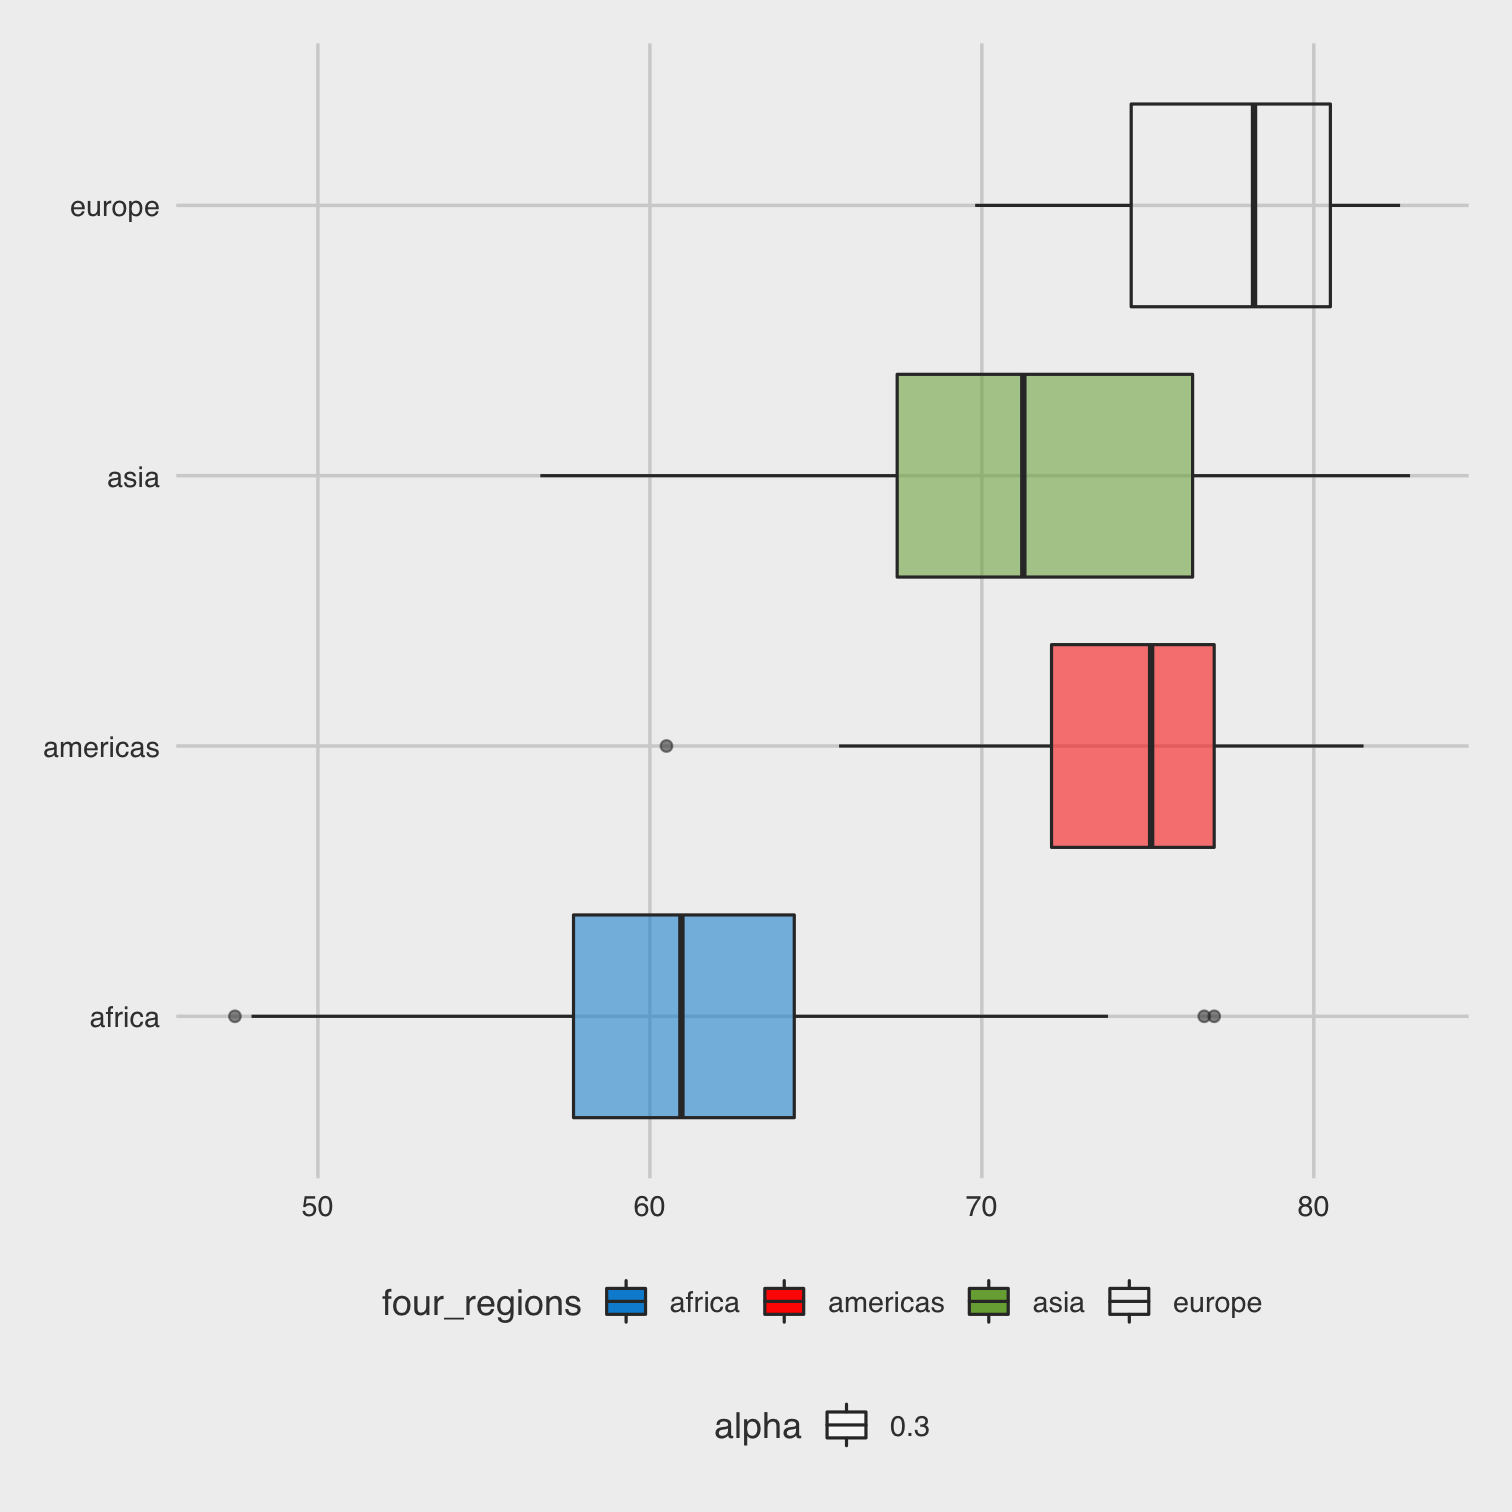 europe
asia
americas
africa
50 60 70 80
four_regions africa americas asia europe
alpha 0.3